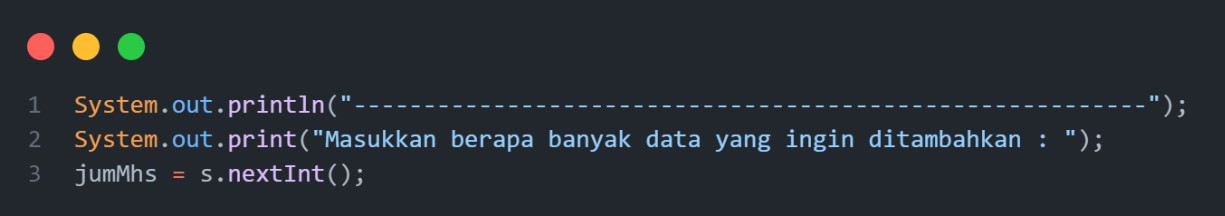 1 System.out.println("---------------------------------------------------------");
2 System.out.print("Masukkan berapa banyak data yang ingin ditambahkan : ");
3 jumMhs = s.nextInt();